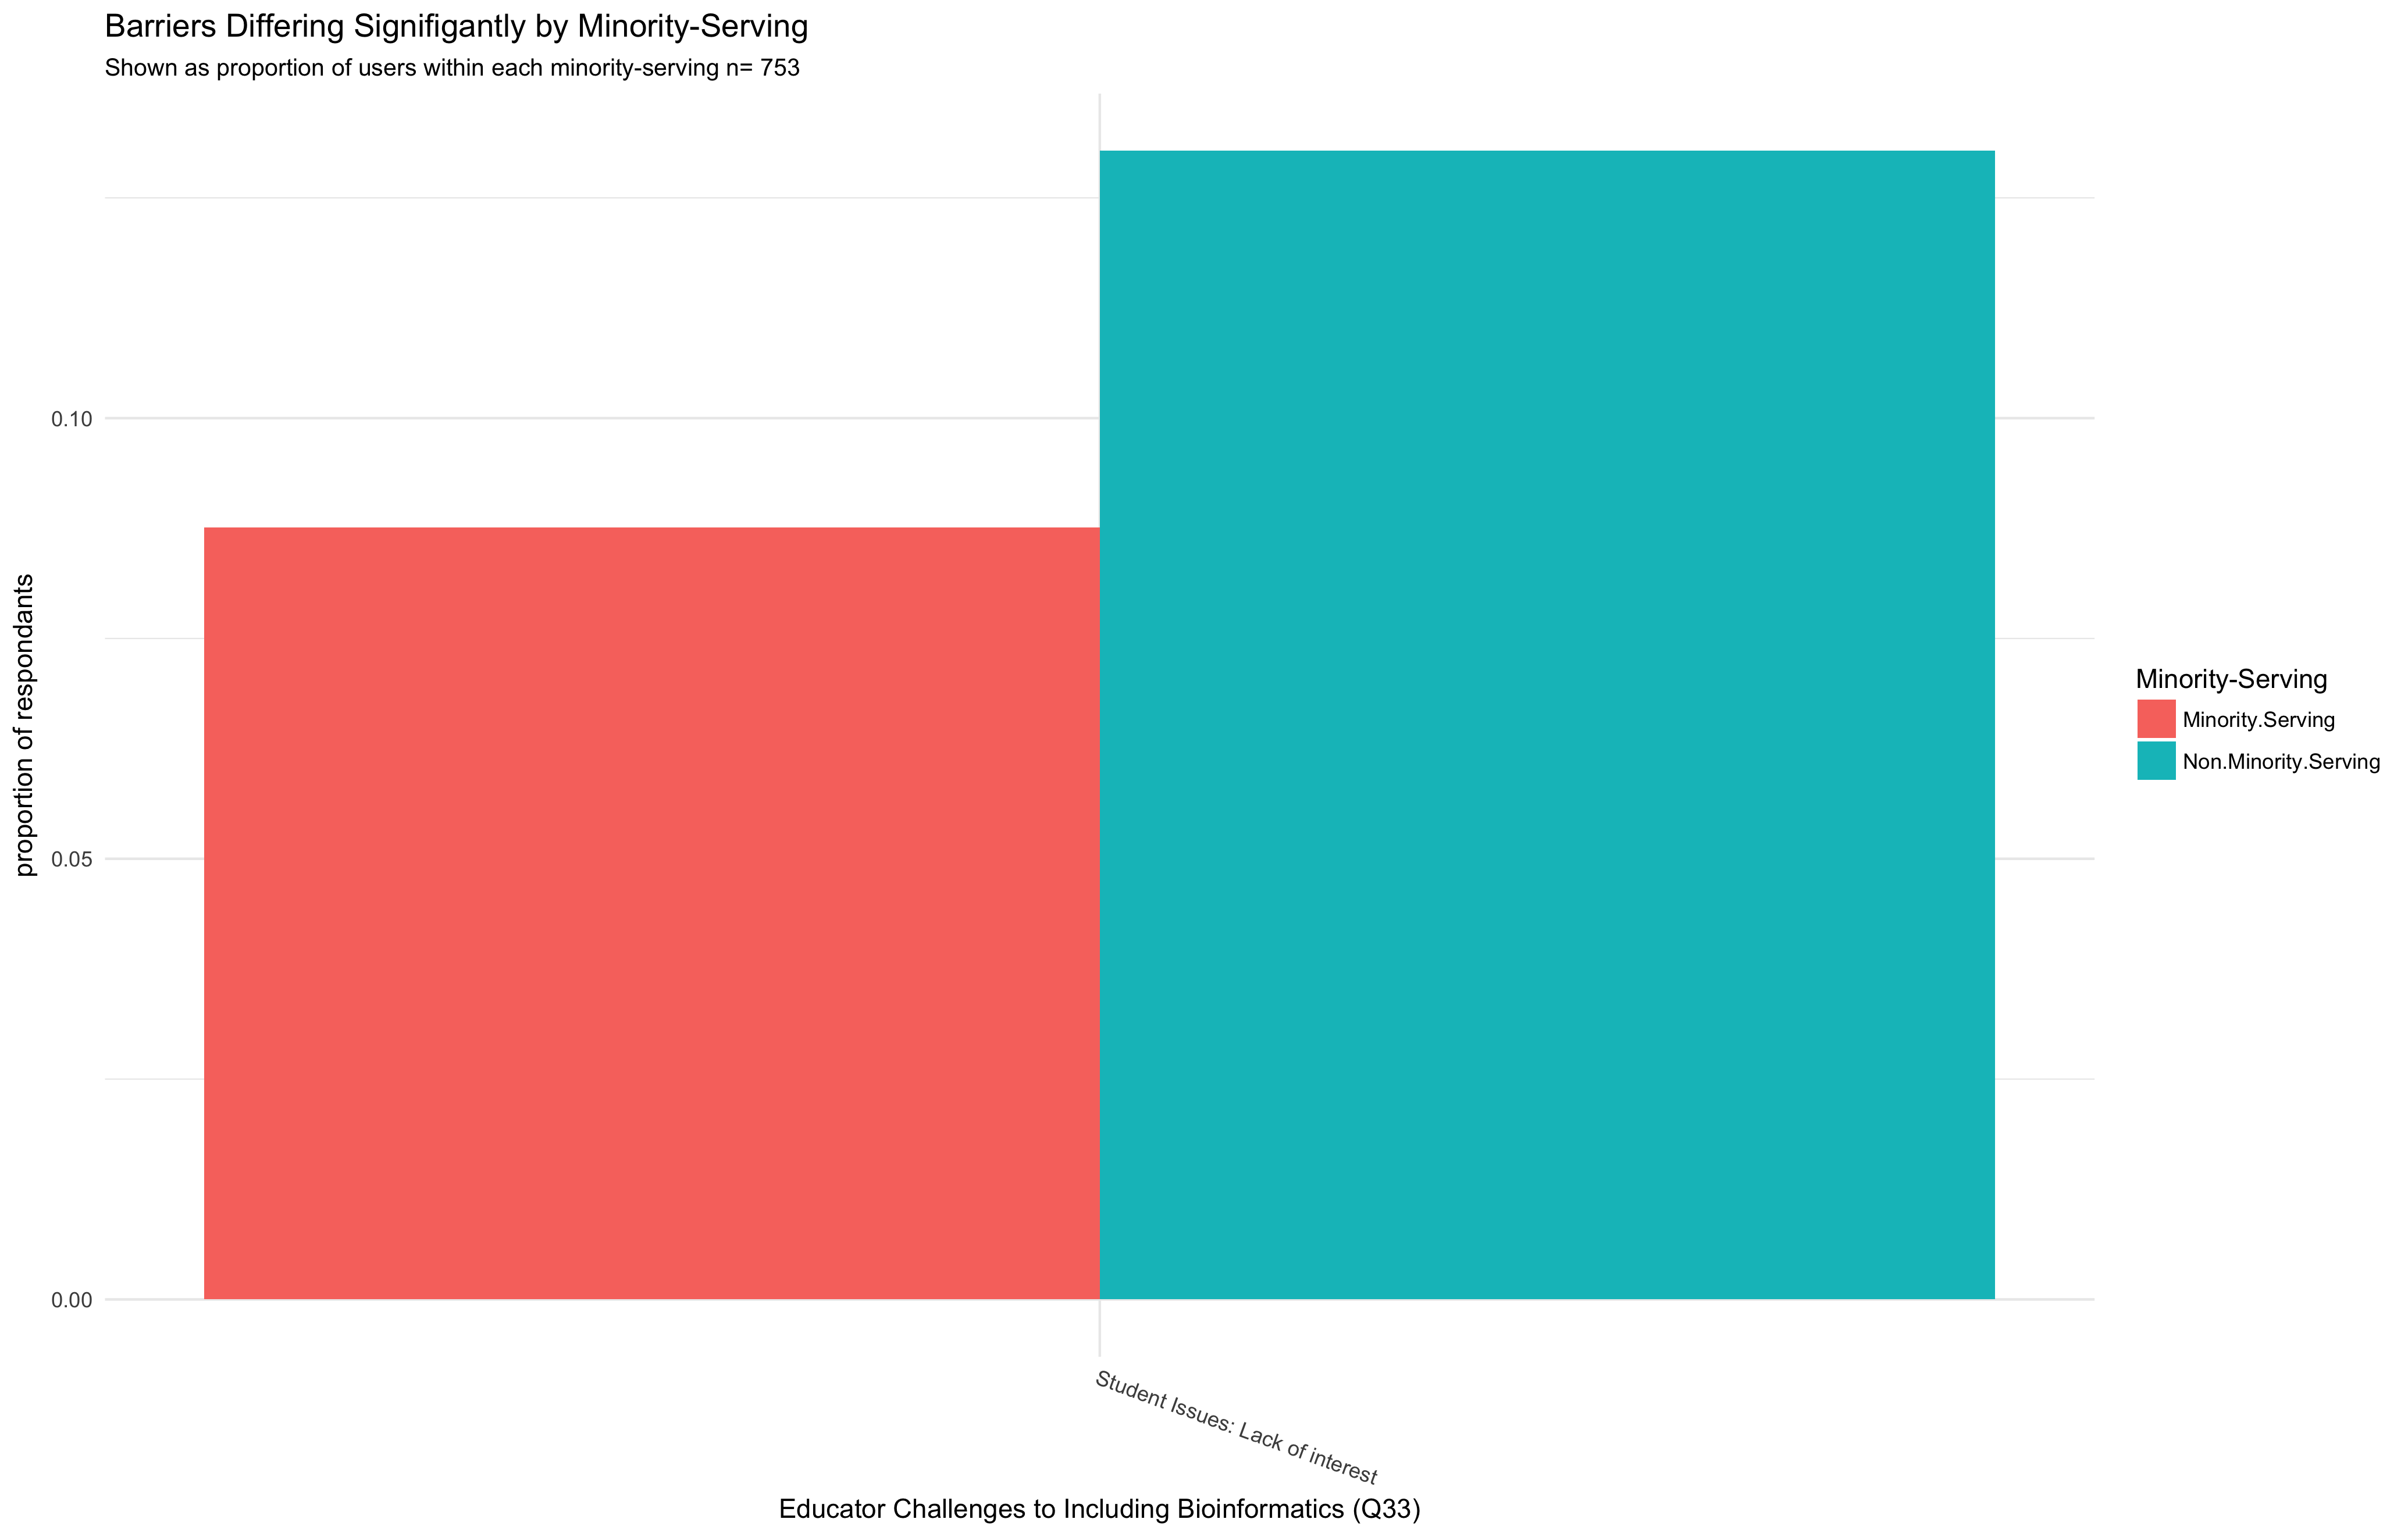 Barriers Differing Signifigantly by Minority-Serving
Shown as proportion of users within each minority-serving n= 753
proportion of respondants
0.10
0.05
0.00
Student Issues: Lack of interest
Educator Challenges to Including Bioinformatics (Q33)
Minority-Serving
Minority.Serving
Non.Minority.Serving